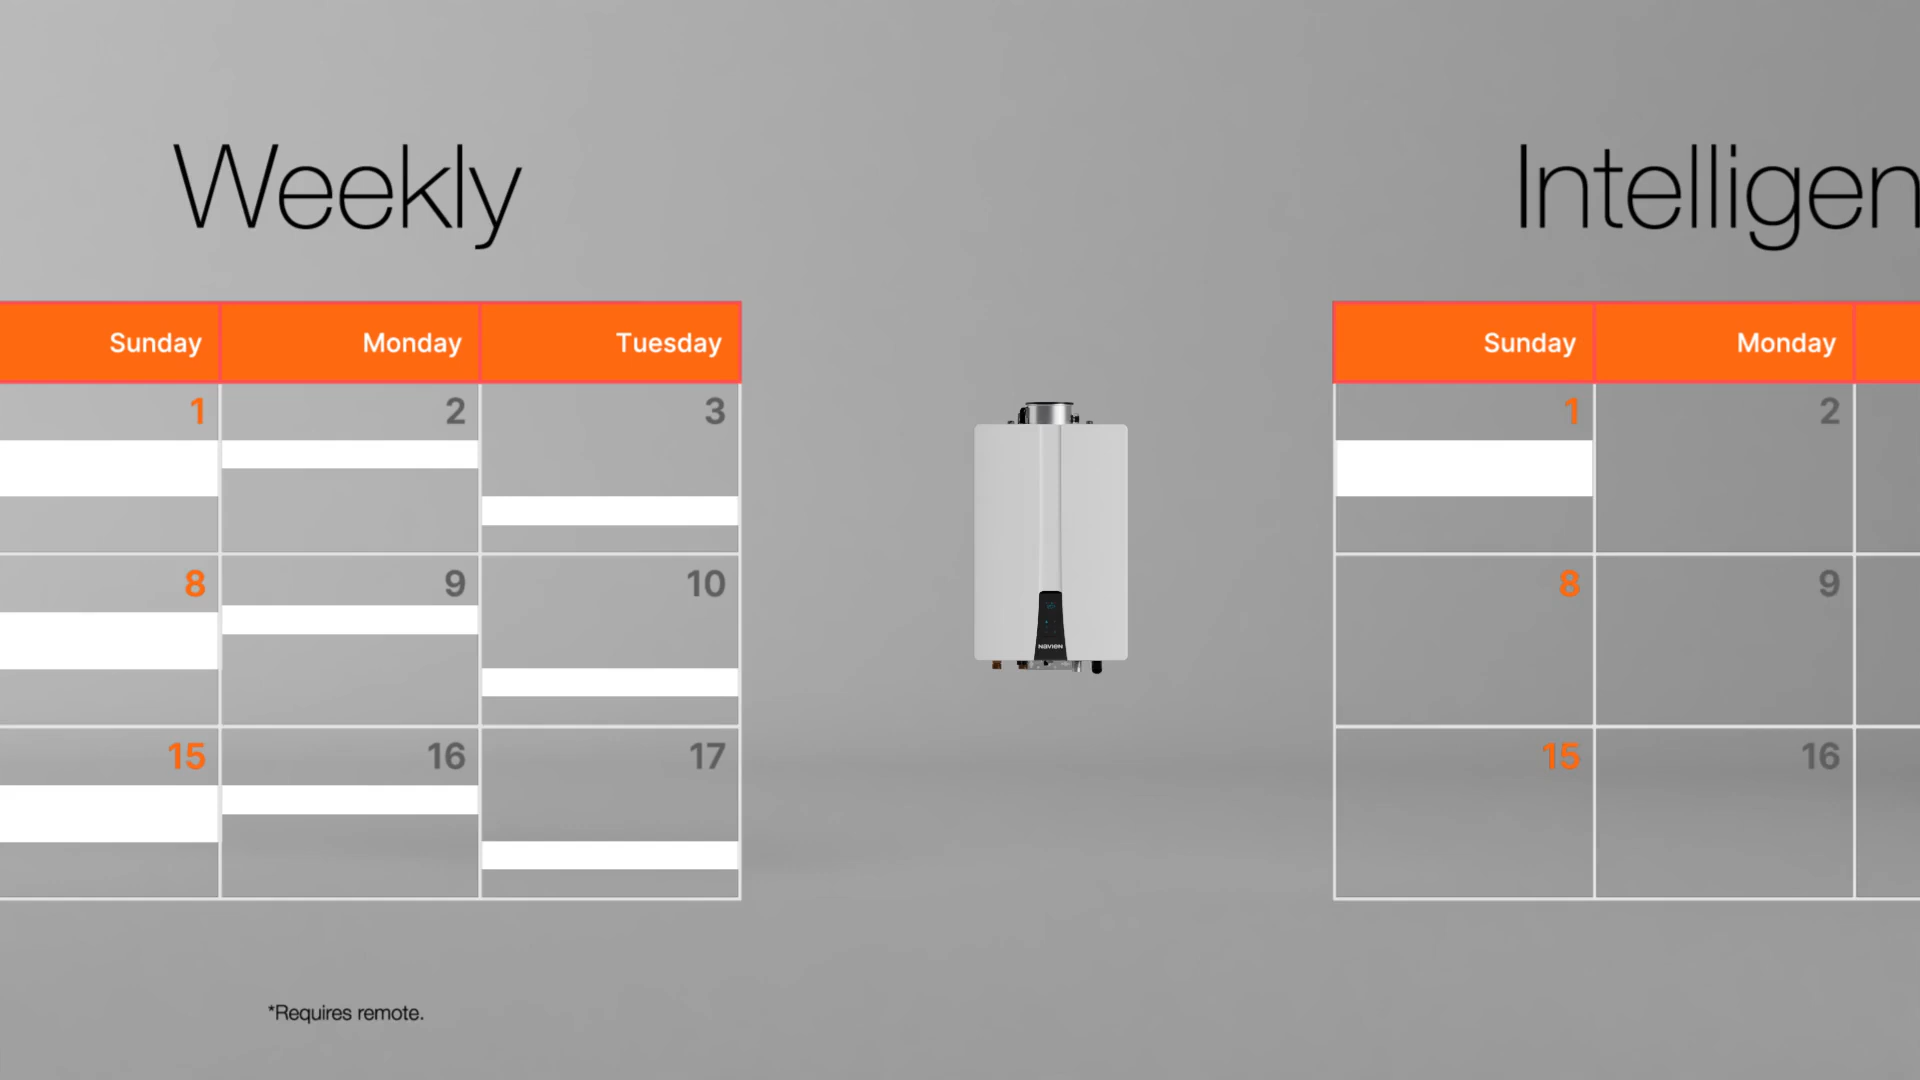 Weekly
Intelligen
Sunday Monday Tuesday
Sunday Monday
1 2 3
1 2
8 9 10
8 9
15 16 17
15 16
NAVIEN
*Requires remote.